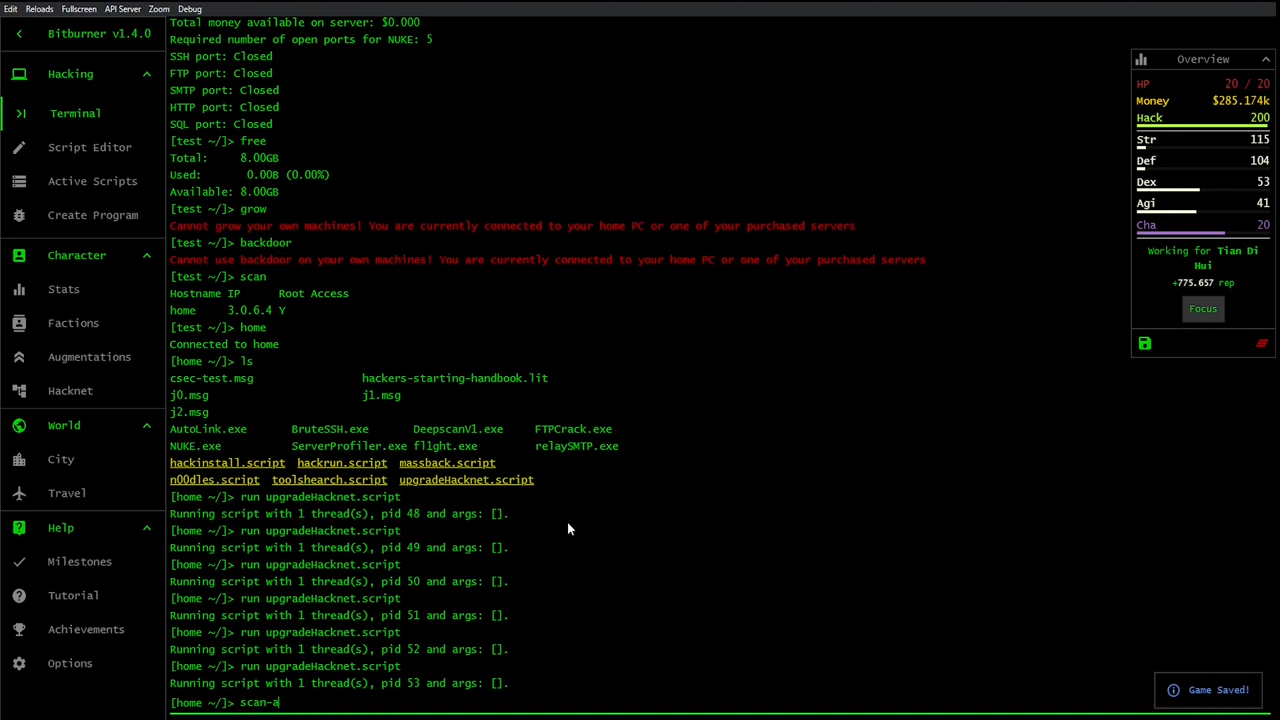 Edit Reloads Fullscreen API Server Zoom Debug
Bitburner v1.4.0
Hacking
Terminal
Script Editor
Active Scripts
Create Program
Character
Stats
Factions
Augmentations
Hacknet
World
City
Travel
Help
Milestones
Tutorial
Achievements
Options
Total money available on server: $0.000
Required number of open ports for NUKE: 5
SSH port: Closed
FTP port: Closed
SMTP port: Closed
HTTP port: Closed
SQL port: Closed
[test ~/]> free
Total: 8.00GB
Used: 0.00B (0.00%)
Available: 8.00GB
[test ~/]> grow
Cannot grow your own machines! You are currently connected to your home PC or one of your purchased servers
[test ~/]> backdoor
Cannot use backdoor on your own machines! You are currently connected to your home PC or one of your purchased servers
[test ~/]> scan
Hostname IP Root Access
home 3.0.6.4 Y
[test ~/]> home
Connected to home
[home ~/]> ls
csec-test.msg hackers-starting-handbook.lit
j0.msg j1.msg
j2.msg
AutoLink.exe BruteSSH.exe DeepscanV1.exe FTPCrack.exe
NUKE.exe ServerProfiler.exe fl1ght.exe relaySMTP.exe
hackinstall.script hackrun.script massback.script
n00dles.script toolshearch.script upgradeHacknet.script
[home ~/]> run upgradeHacknet.script
Running script with 1 thread(s), pid 48 and args: [].
[home ~/]> run upgradeHacknet.script
Running script with 1 thread(s), pid 49 and args: [].
[home ~/]> run upgradeHacknet.script
Running script with 1 thread(s), pid 50 and args: [].
[home ~/]> run upgradeHacknet.script
Running script with 1 thread(s), pid 51 and args: [].
[home ~/]> run upgradeHacknet.script
Running script with 1 thread(s), pid 52 and args: [].
[home ~/]> run upgradeHacknet.script
Running script with 1 thread(s), pid 53 and args: [].
[home ~/]> scan-a
Overview
HP 20 / 20
Money $285.174k
Hack 200
Str 115
Def 104
Dex 53
Agi 41
Cha 20
Working for Tian Di
Hui
+775.657 rep
Focus
Game Saved!